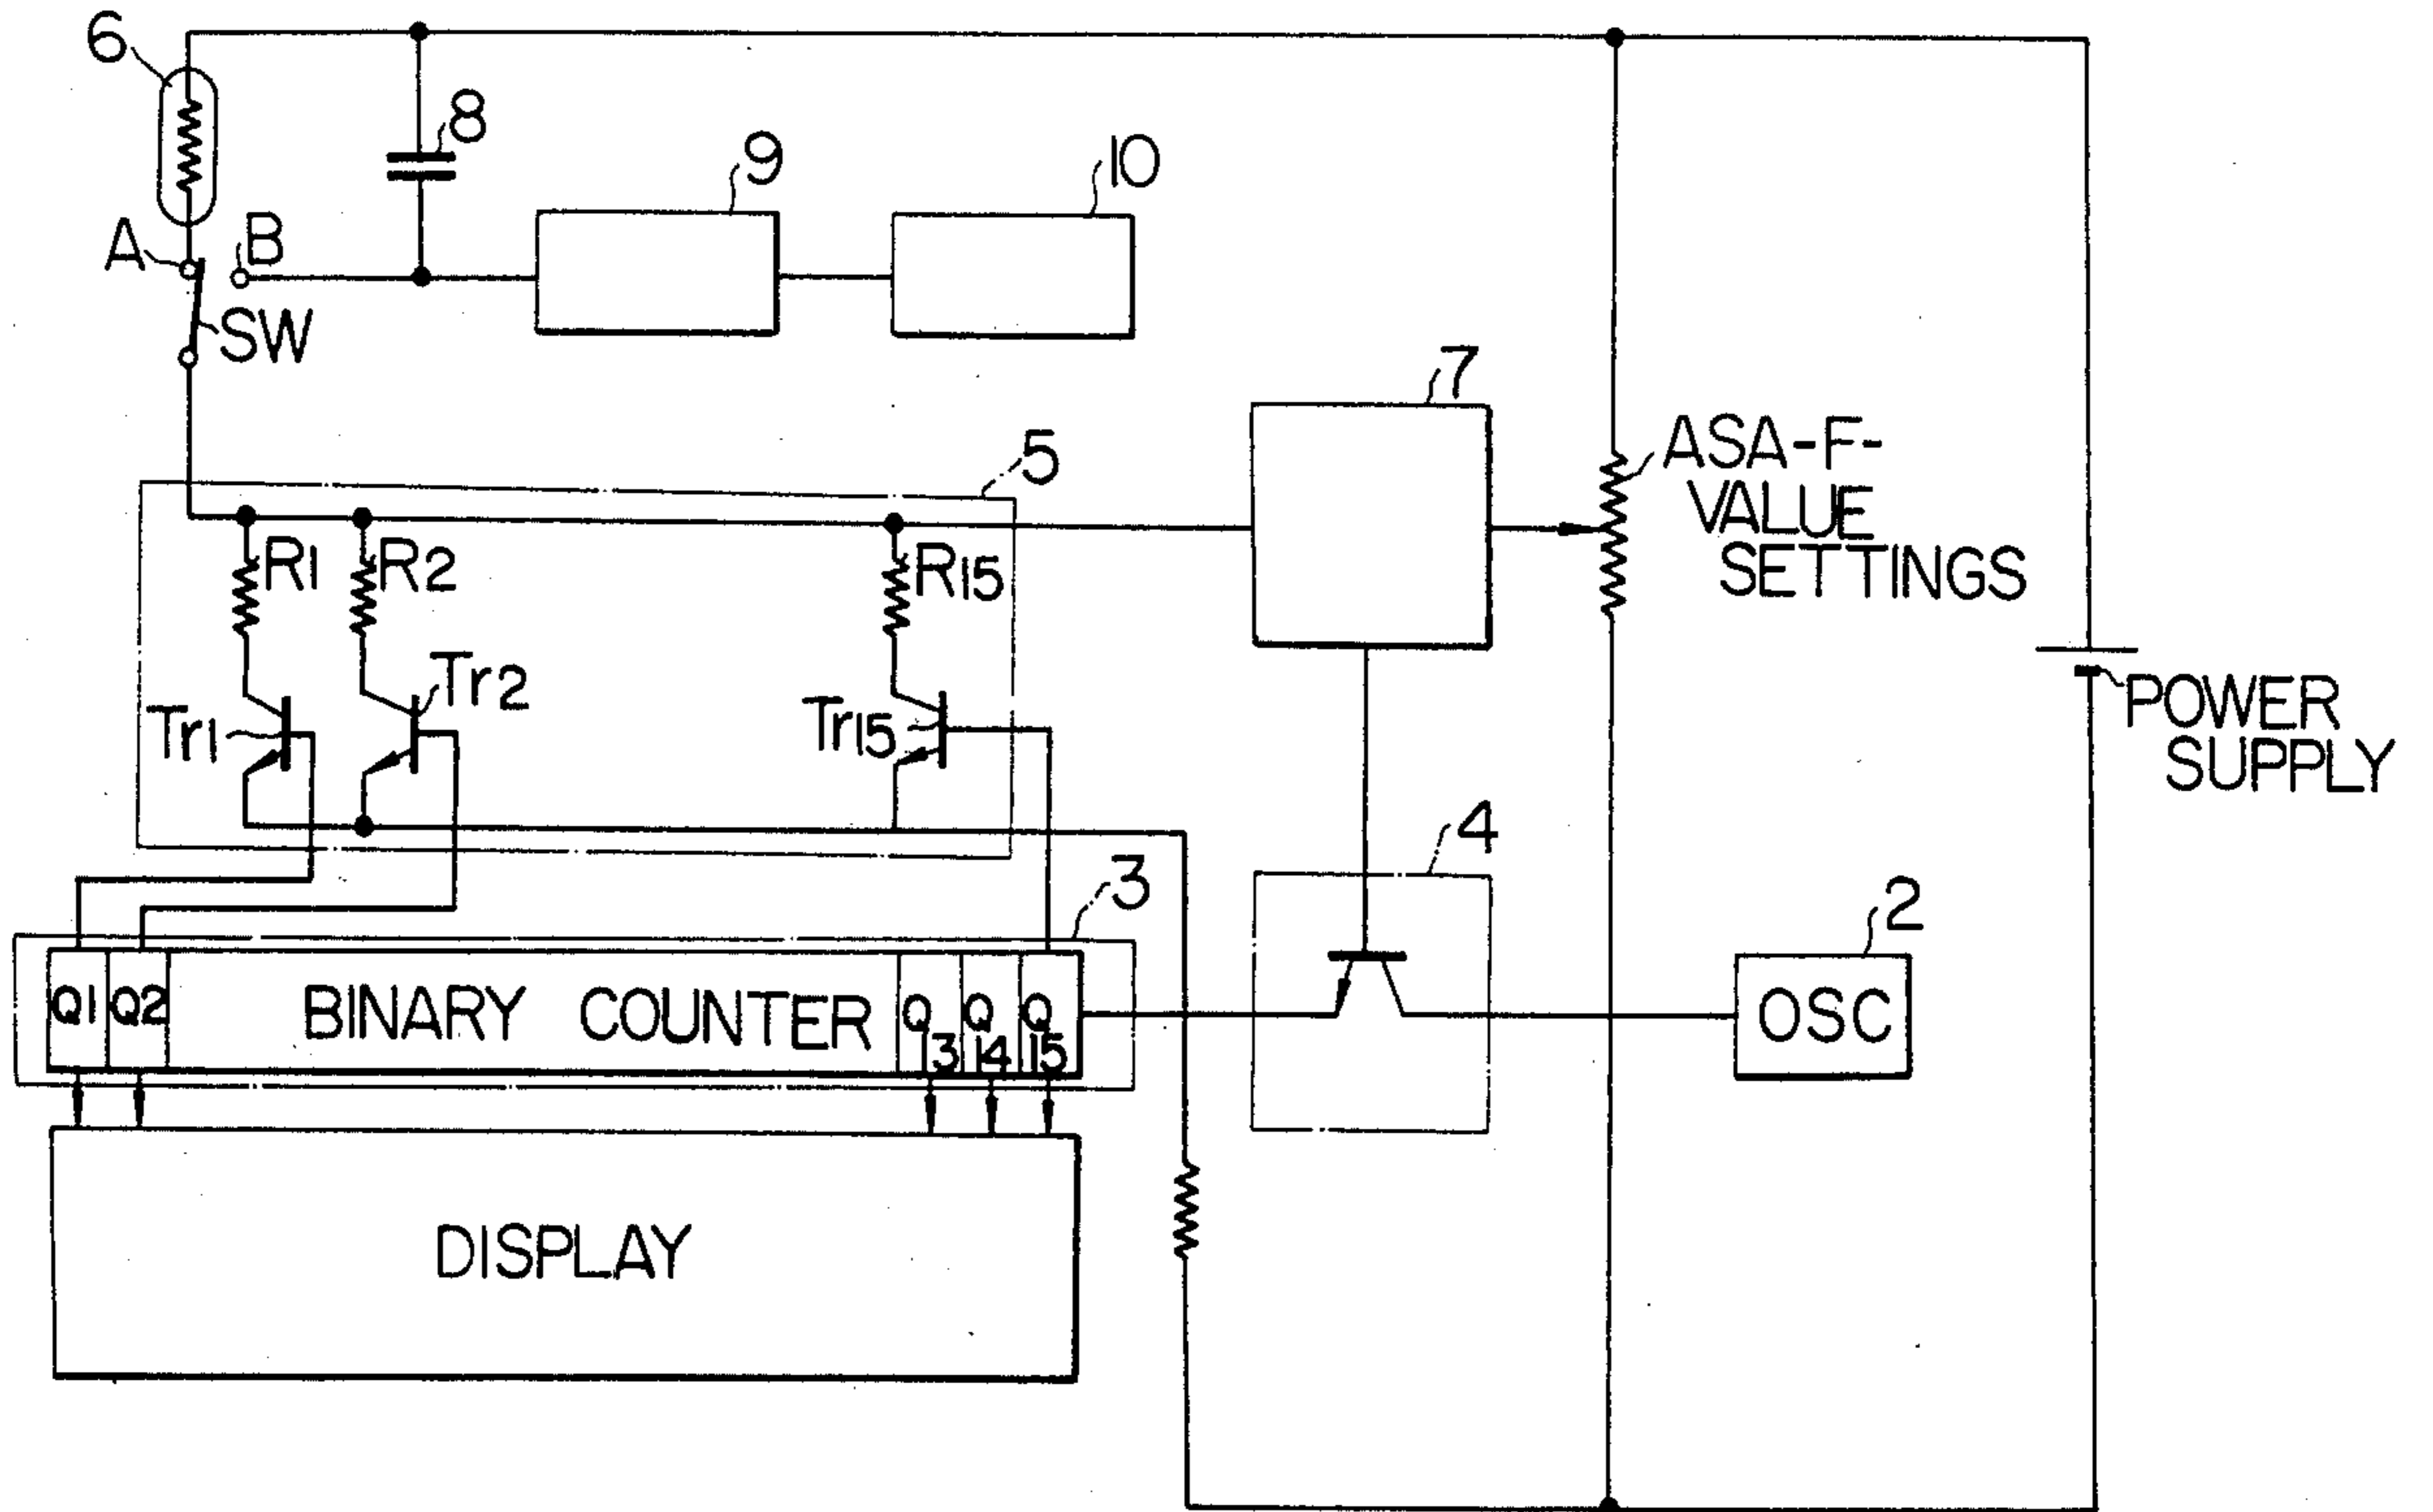 6
8
9
10
A
B
SW
7
5
ASA-F-
VALUE
SETTINGS
R1
R2
R15
Tr1
Tr2
Tr15
POWER
SUPPLY
4
3
2
Q1
Q2
BINARY COUNTER
Q
13
Q
14
Q
15
OSC
DISPLAY